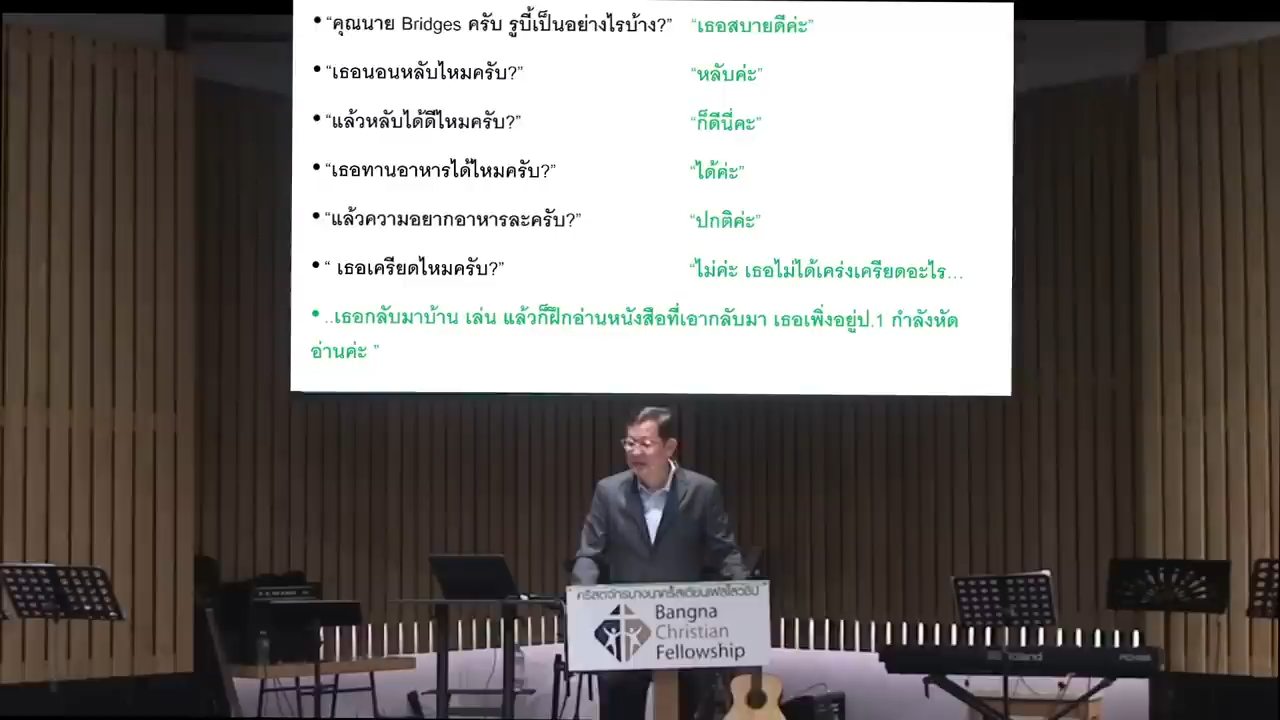 • “คุณนาย Bridges ครับ รูบี้เป็นอย่างไรบ้าง?” “เธอสบายดีค่ะ”
• “เธอนอนหลับไหมครับ?” “หลับค่ะ”
• “แล้วหลับได้ดีไหมครับ?” “ก็ดีนี่คะ”
• “เธอทานอาหารได้ไหมครับ?” “ได้ค่ะ”
• “แล้วความอยากอาหารละครับ?” “ปกติค่ะ”
• “ เธอเครียดไหมครับ?” “ไม่ค่ะ เธอไม่ได้เคร่งเครียดอะไร…
• ..เธอกลับมาบ้าน เล่น แล้วก็ฝึกอ่านหนังสือที่เอากลับมา เธอเพิ่งอยู่ป.1 กำลังหัด
อ่านค่ะ ”
คริสตจักรบางนาคริสเตียนเฟลโลว์ชิป
Bangna
Christian
Fellowship
Roland